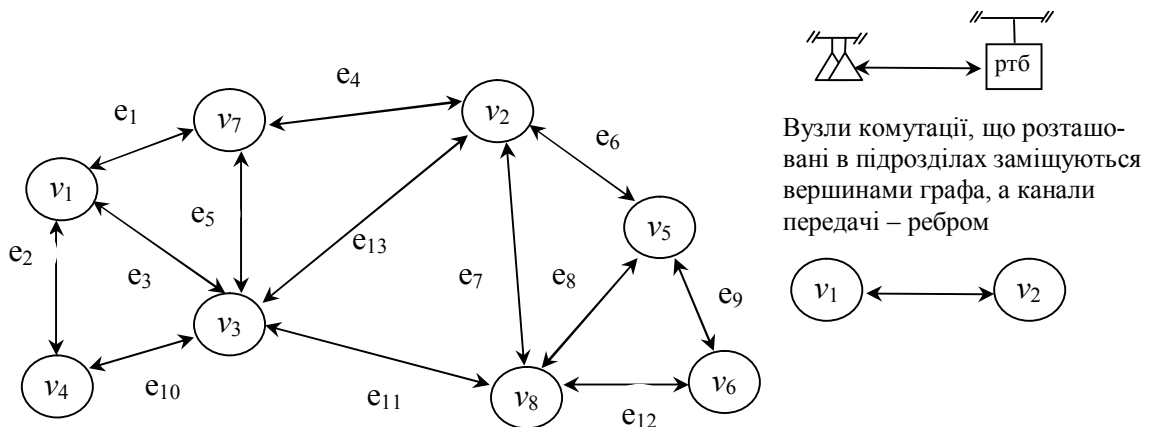 ртб
e₄
v₂
e₁
v₇
e₆
Вузли комутації, що розташо-
вані в підрозділах заміщуються
вершинами графа, а канали
передачі – ребром
v₁
e₅
v₅
e₂
e₁₃
e₃
e₇
e₈
e₉
v₁
v₂
v₃
v₄
e₁₀
e₁₁
v₈
e₁₂
v₆